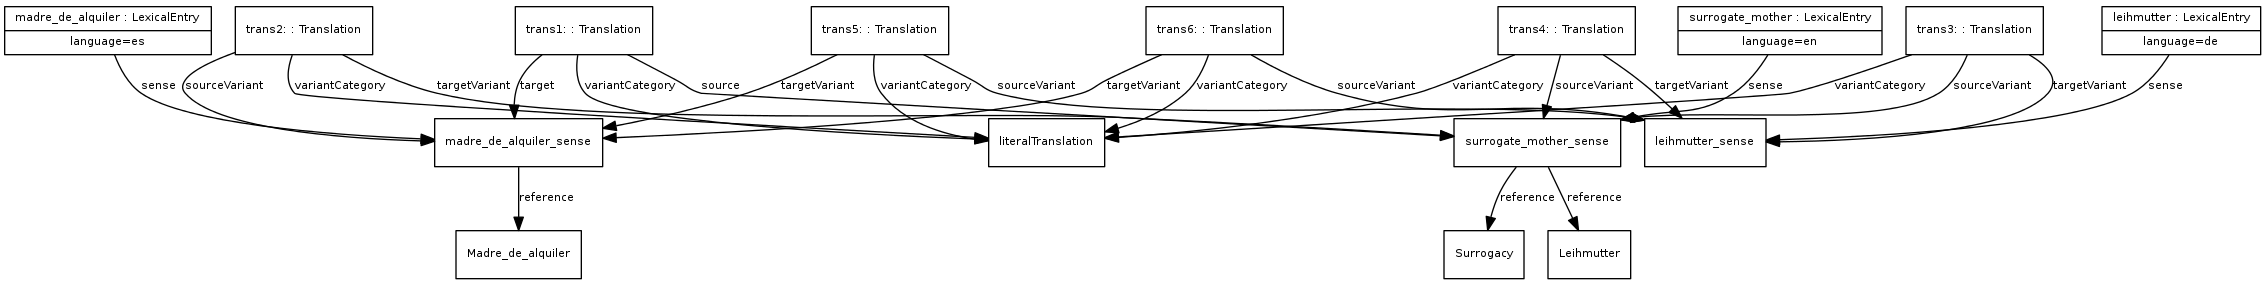 madre_de_alquiler : LexicalEntry
language=es
trans2: : Translation
trans1: : Translation
trans5: : Translation
trans6: : Translation
trans4: : Translation
surrogate_mother : LexicalEntry
language=en
trans3: : Translation
leihmutter : LexicalEntry
language=de
sense
sourceVariant
variantCategory
targetVariant
target
variantCategory
source
targetVariant
variantCategory
sourceVariant
targetVariant
variantCategory
sourceVariant
variantCategory
sourceVariant
targetVariant
sense
variantCategory
sourceVariant
targetVariant
sense
madre_de_alquiler_sense
literalTranslation
surrogate_mother_sense
leihmutter_sense
reference
reference
reference
Madre_de_alquiler
Surrogacy
Leihmutter